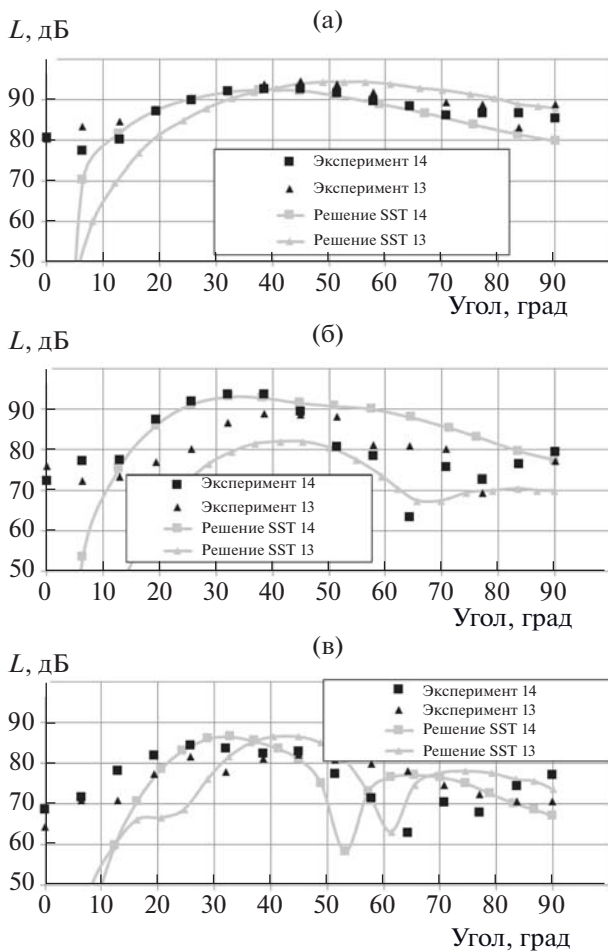 (а)
L, дБ
90
80
70
60
50
0 10 20 30 40 50 60 70 80 90
Угол, град
Эксперимент 14
Эксперимент 13
Решение SST 14
Решение SST 13
(б)
L, дБ
90
80
70
60
50
0 10 20 30 40 50 60 70 80 90
Угол, град
Эксперимент 14
Эксперимент 13
Решение SST 14
Решение SST 13
(в)
L, дБ
90
80
70
60
50
0 10 20 30 40 50 60 70 80 90
Угол, град
Эксперимент 14
Эксперимент 13
Решение SST 14
Решение SST 13